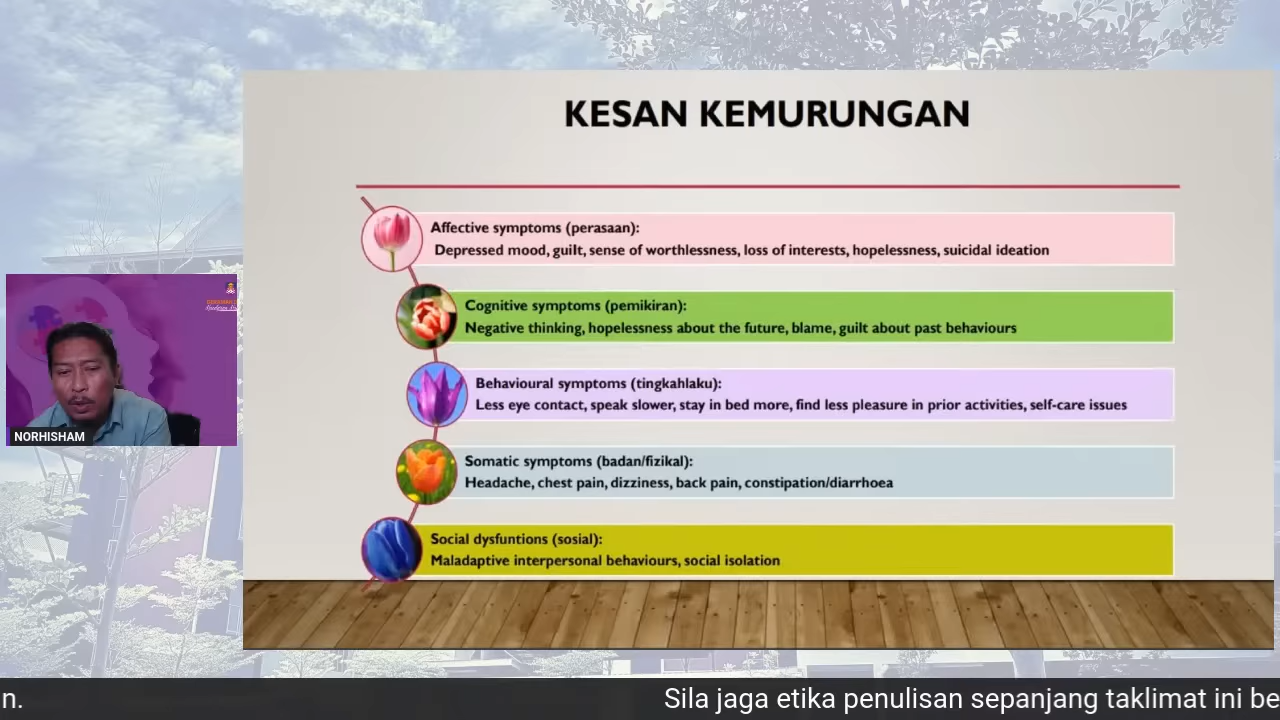 KESAN KEMURUNGAN
Affective symptoms (perasaan):
Depressed mood, guilt, sense of worthlessness, loss of interests, hopelessness, suicidal ideation
Cognitive symptoms (pemikiran):
Negative thinking, hopelessness about the future, blame, guilt about past behaviours
Behavioural symptoms (tingkahlaku):
Less eye contact, speak slower, stay in bed more, find less pleasure in prior activities, self-care issues
Somatic symptoms (badan/fizikal):
Headache, chest pain, dizziness, back pain, constipation/diarrhoea
Social dysfuntions (sosial):
Maladaptive interpersonal behaviours, social isolation
NORHISHAM
n. Sila jaga etika penulisan sepanjang taklimat ini be